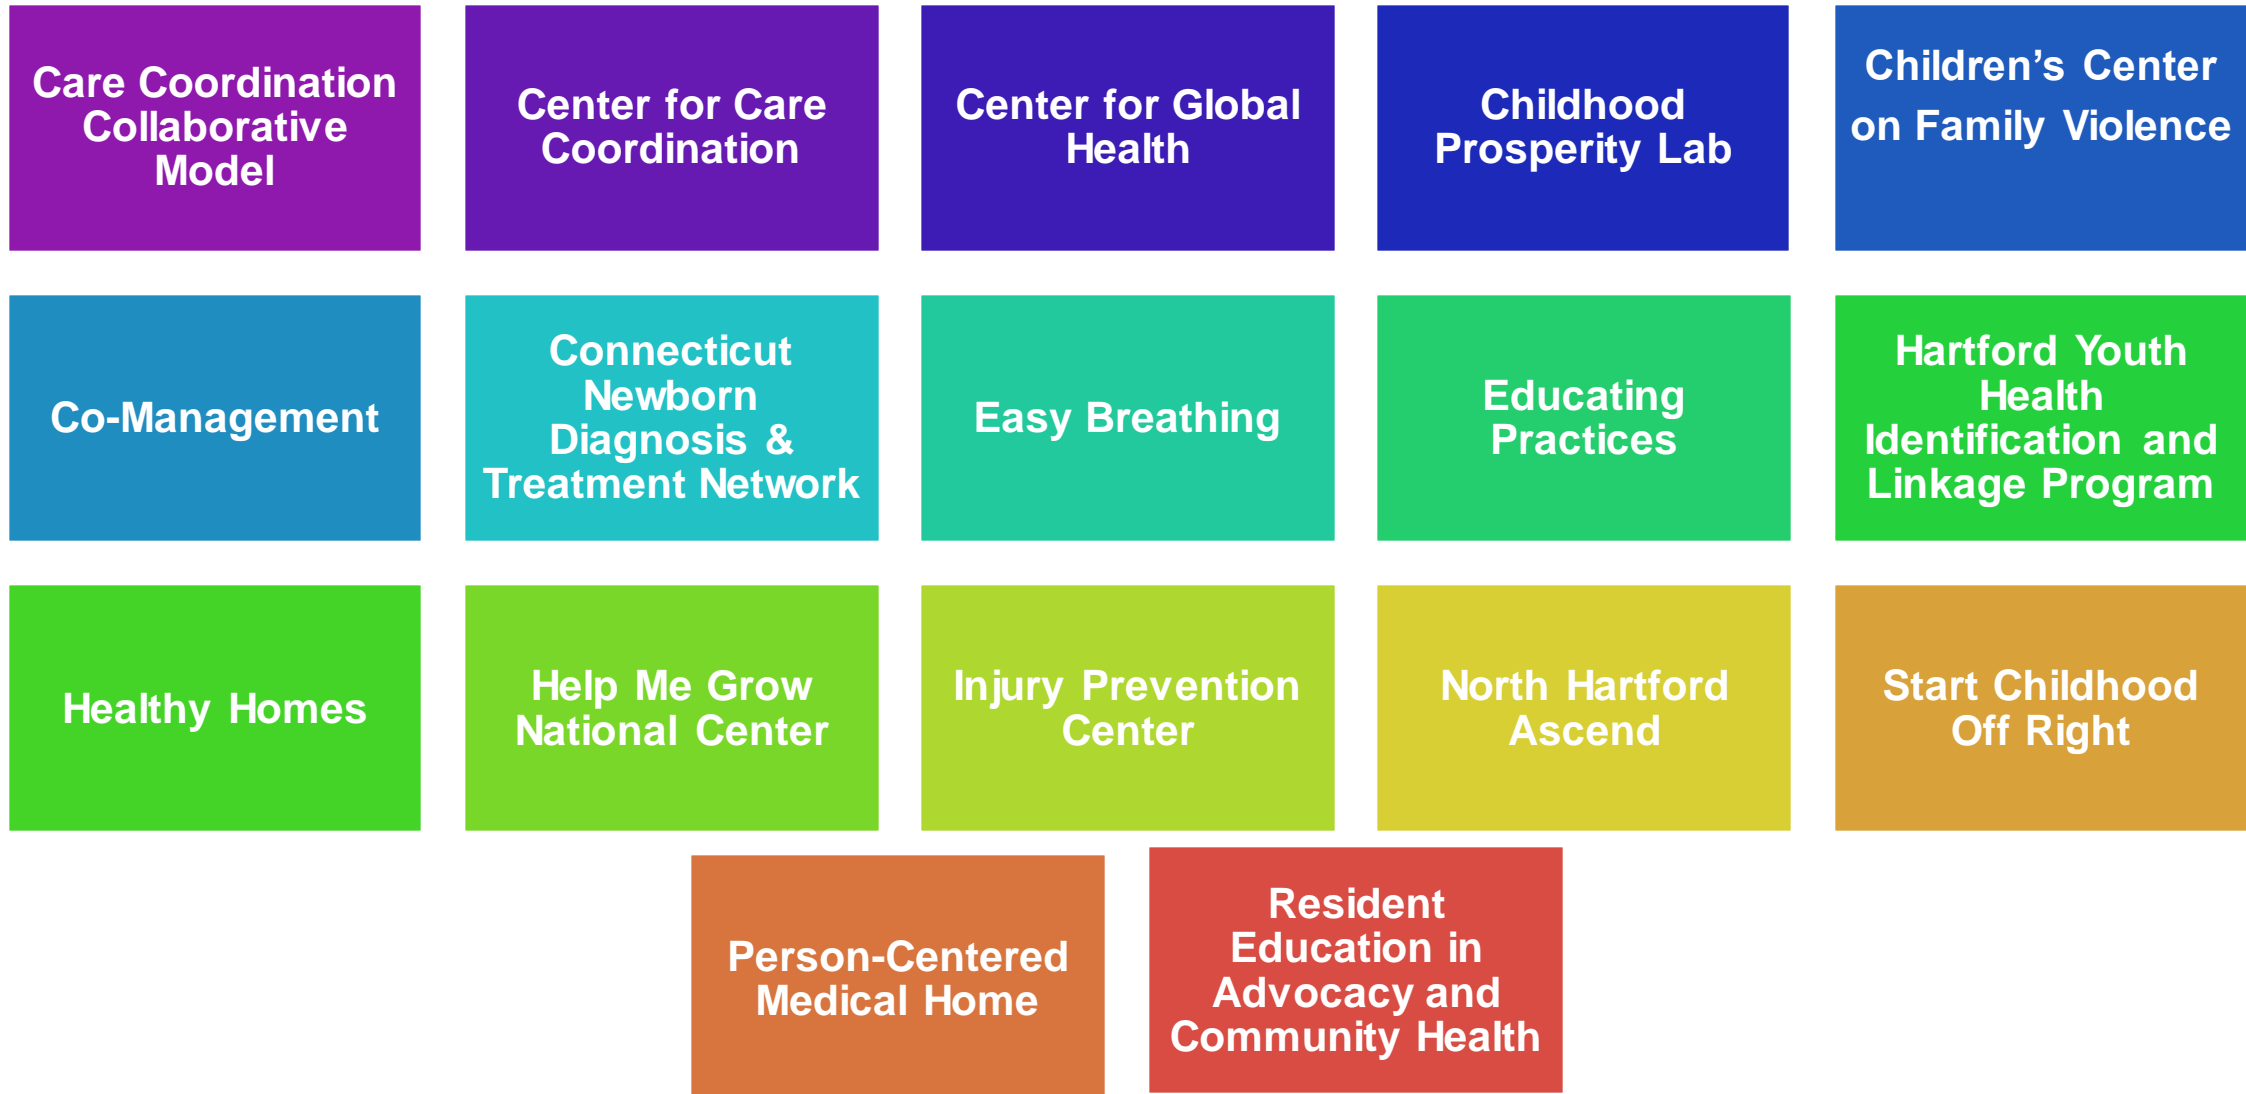 Care Coordination
Collaborative
Model
Center for Care
Coordination
Center for Global
Health
Childhood
Prosperity Lab
Children’s Center
on Family Violence
Co-Management
Connecticut
Newborn
Diagnosis &
Treatment Network
Easy Breathing
Educating
Practices
Hartford Youth
Health
Identification and
Linkage Program
Healthy Homes
Help Me Grow
National Center
Injury Prevention
Center
North Hartford
Ascend
Start Childhood
Off Right
Person-Centered
Medical Home
Resident
Education in
Advocacy and
Community Health